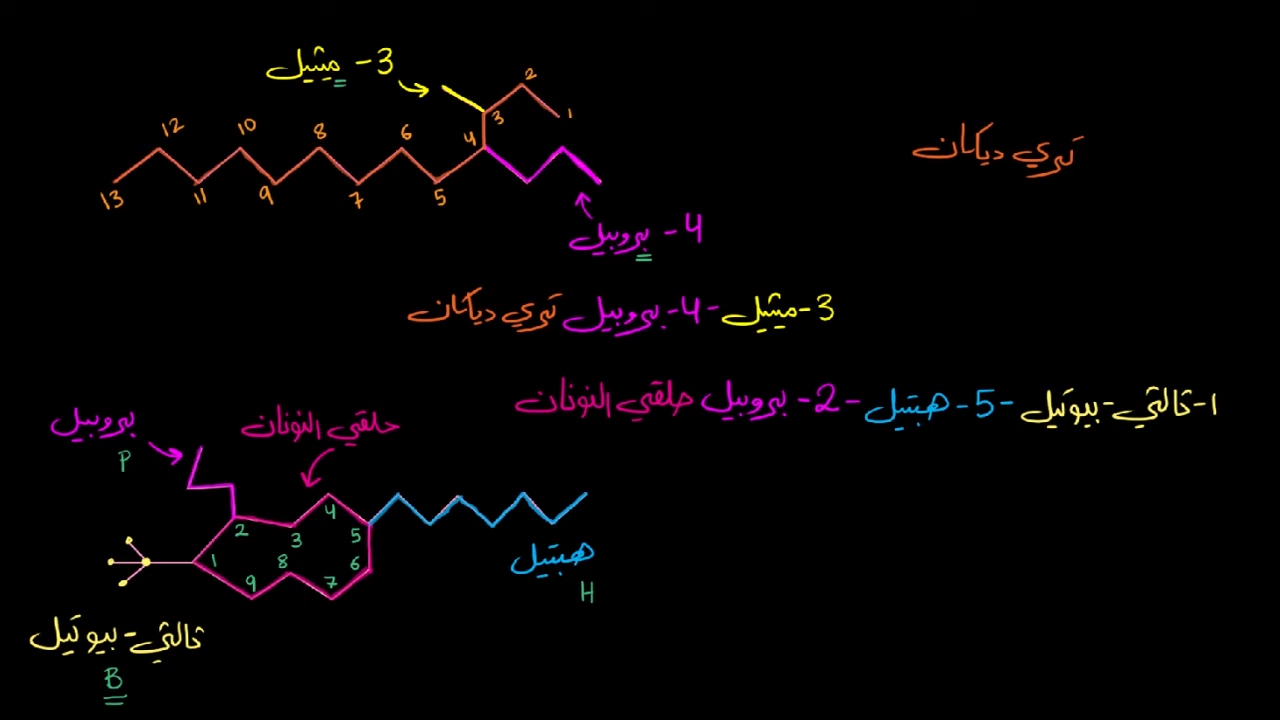 3- ميثيل
2
1
3
4
12 10 8 6
13 11 9 7 5
تري ديكان
4- بروبيل
3-ميثيل-4-بروبيل تري ديكان
1-ثالثي-بيوتيل-5-هبتيل-2-بروبيل حلقي النونان
بروبيل
P
حلقي النونان
1 2 3 4 5 6 7 8 9
هبتيل
H
ثالثي-بيوتيل
B